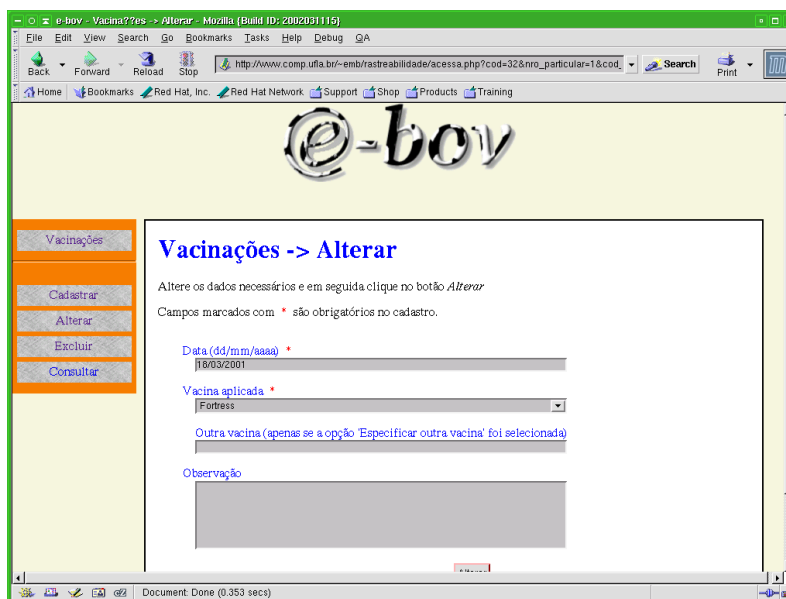 e-bov - Vacina??es -> Alterar - Mozilla {Build ID: 2002031115}
File Edit View Search Go Bookmarks Tasks Help Debug QA
Back Forward Reload Stop http://www.comp.ufla.br/~emb/rastreabilidade/acessa.php?cod=32&nro_particular=1&cod_ Search Print
Home Bookmarks Red Hat, Inc. Red Hat Network Support Shop Products Training
e-bov
Vacinações
Cadastrar
Alterar
Excluir
Consultar
Vacinações -> Alterar
Altere os dados necessários e em seguida clique no botão Alterar
Campos marcados com * são obrigatórios no cadastro.
Data (dd/mm/aaaa) *
18/03/2001
Vacina aplicada *
Fortress
Outra vacina (apenas se a opção 'Especificar outra vacina' foi selecionada)
Observação
Document: Done (0.353 secs)